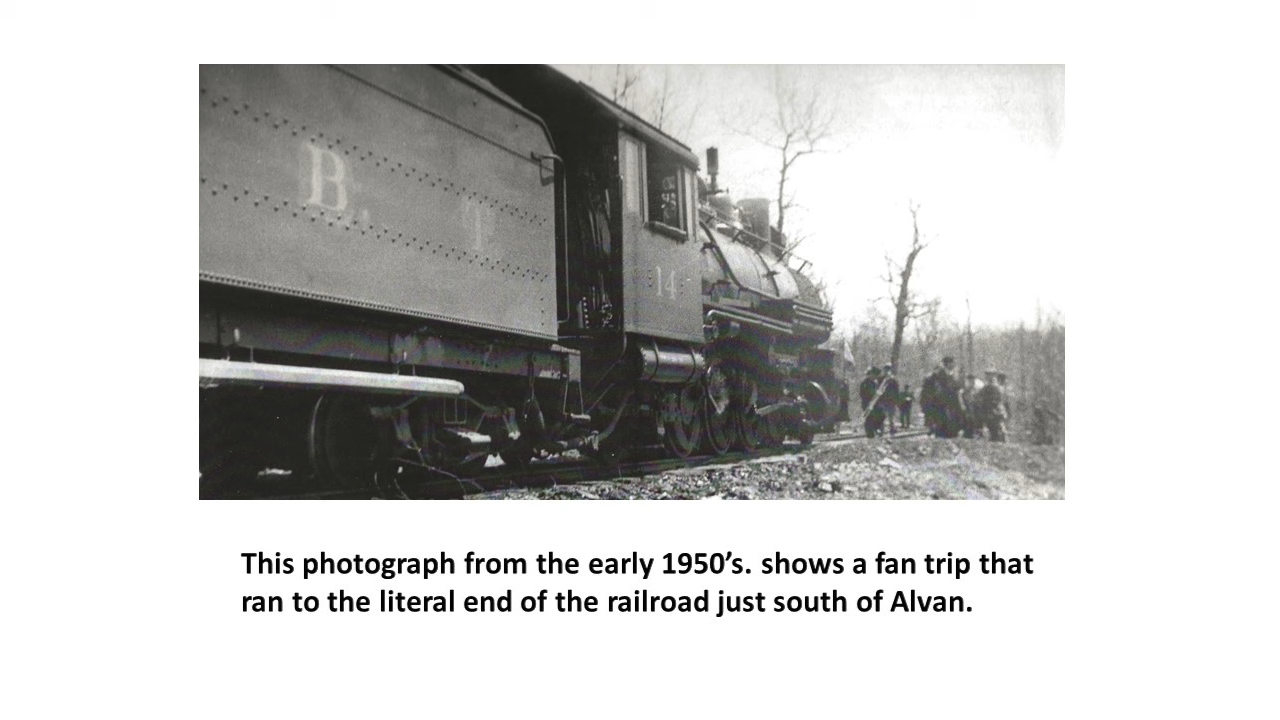 B. T
14
This photograph from the early 1950’s. shows a fan trip that
ran to the literal end of the railroad just south of Alvan.